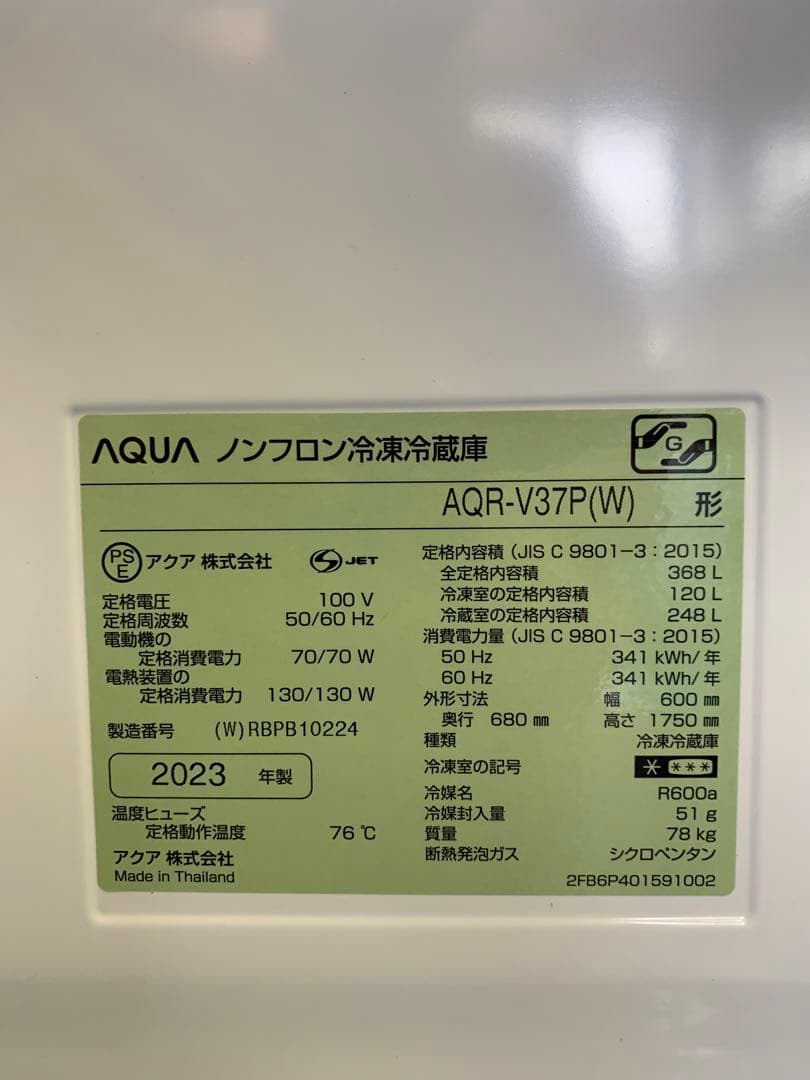 AQUA ノンフロン冷凍冷蔵庫
G
AQR-V37P(W) 形
PS
E
アクア 株式会社
S JET
定格電圧 100 V
定格周波数 50/60 Hz
電動機の
定格消費電力 70/70 W
電熱装置の
定格消費電力 130/130 W
製造番号 (W)RBPB10224
2023 年製
温度ヒューズ
定格動作温度 76 ℃
アクア 株式会社
Made in Thailand
定格内容積 (JIS C 9801-3:2015)
全定格内容積 368 L
冷凍室の定格内容積 120 L
冷蔵室の定格内容積 248 L
消費電力量 (JIS C 9801-3:2015)
50 Hz 341 kWh/年
60 Hz 341 kWh/年
外形寸法 幅 600 ㎜
奥行 680 ㎜ 高さ 1750 ㎜
種類 冷凍冷蔵庫
冷凍室の記号 * ***
冷媒名 R600a
冷媒封入量 51 g
質量 78 kg
断熱発泡ガス シクロペンタン
2FB6P401591002